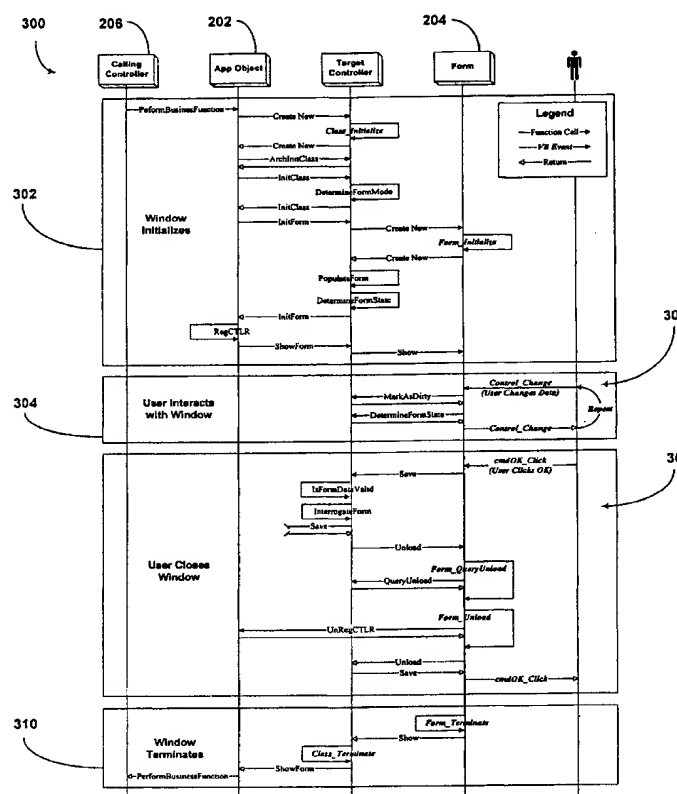 300
206
202
204
Calling Controller
App Object
Target Controller
Form
Legend
Function Call
VB Event
Return
302
Window Initializes
PeformBusinesFunction
Create New
Class_Initialize
Create New
ArchInitClass
InitClass
DetermineFormMode
InitClass
InitForm
Create New
Form_Initialize
Create New
PopulateForm
DetermineFormState
InitForm
RegCTLR
ShowForm
Show
30
304
User Interacts with Window
Control_Change
(User Changes Data)
MarkAsDirty
Repeat
DetermineFormState
Control_Change
30
User Closes Window
cmdOK_Click
(User Clicks OK)
Save
IsFormDataValid
InterrogateForm
Save
Unload
Form_QueryUnload
QueryUnload
Form_Unload
UnRegCTLR
Unload
Save
cmdOK_Click
310
Window Terminates
Form_Terminate
Show
Class_Terminate
ShowForm
PerformBusinessFunction